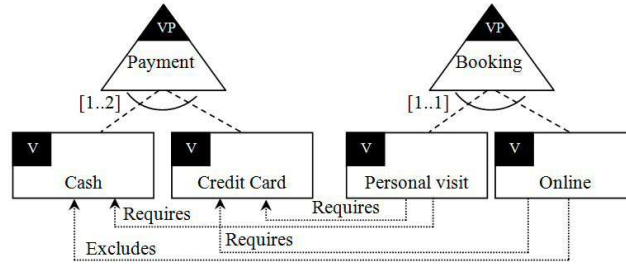 VP
VP
Payment
Booking
[1..2]
[1..1]
V
V
V
V
Cash
Credit Card
Personal visit
Online
Requires
Requires
Requires
Excludes